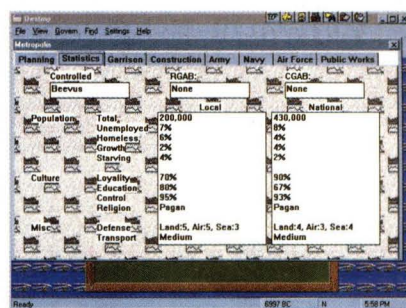 Destiny
File View Govern Find Settings Help
Metropolis
Planning Statistics Garrison Construction Army Navy Air Force Public Works
Controlled RGAB: CGAB:
Beevus None None
Local National
Population Total, 200,000 430,000
Unemployed 7% 8%
Homeless, 6% 4%
Growth 2% 4%
Starving 4% 2%
Culture Loyality 70% 90%
Education 80% 67%
Control 95% 93%
Religion Pagan Pagan
Misc Defense Land:5, Air:5, Sea:3 Land:4, Air:3, Sea:4
Transport Medium Medium
Ready 6997 BC N 5:50 PM